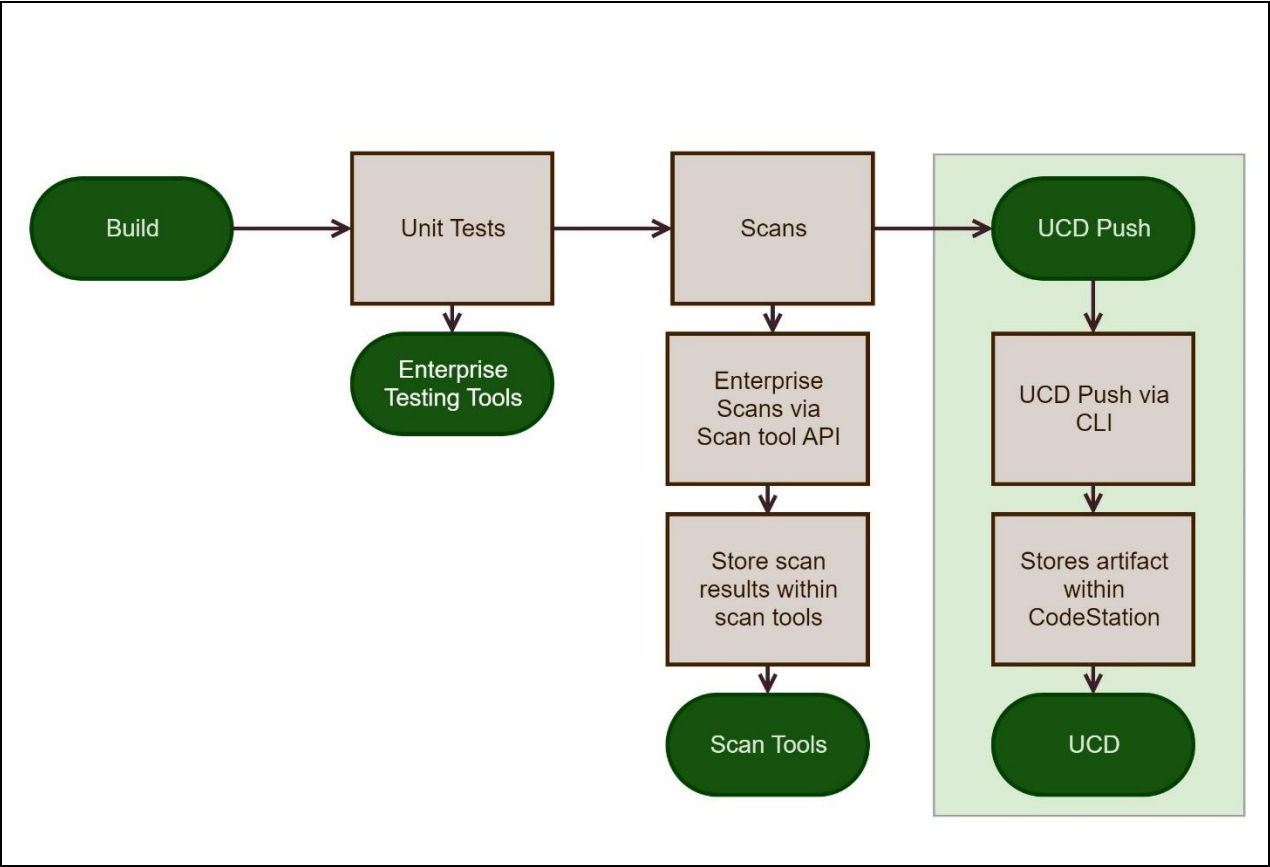 Build
Unit Tests
Scans
UCD Push
Enterprise
Testing Tools
Enterprise
Scans via
Scan tool API
UCD Push via
CLI
Store scan
results within
scan tools
Stores artifact
within
CodeStation
Scan Tools
UCD